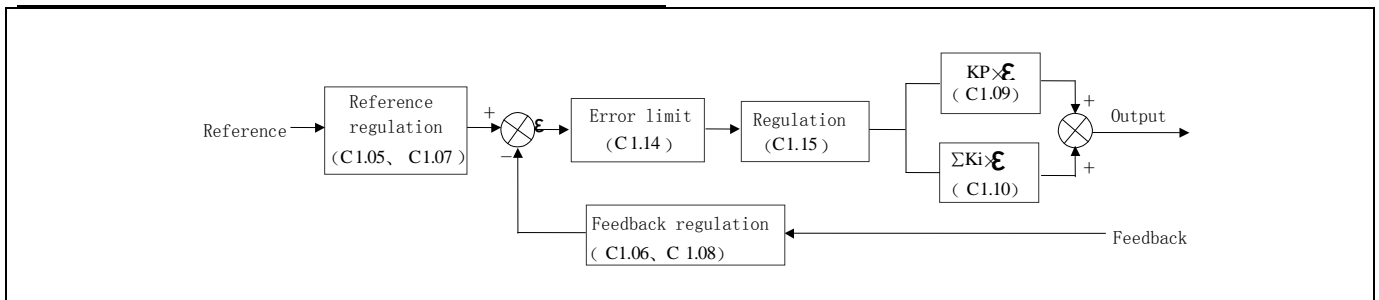 KP×ε
( C1.09)
Reference
regulation
(C1.05、 C1.07)
Reference
+
ε
−
Error limit
(C1.14)
Regulation
(C1.15)
+
Output
ΣKi×ε
( C1.10)
+
Feedback regulation
( C1.06、C 1.08)
Feedback